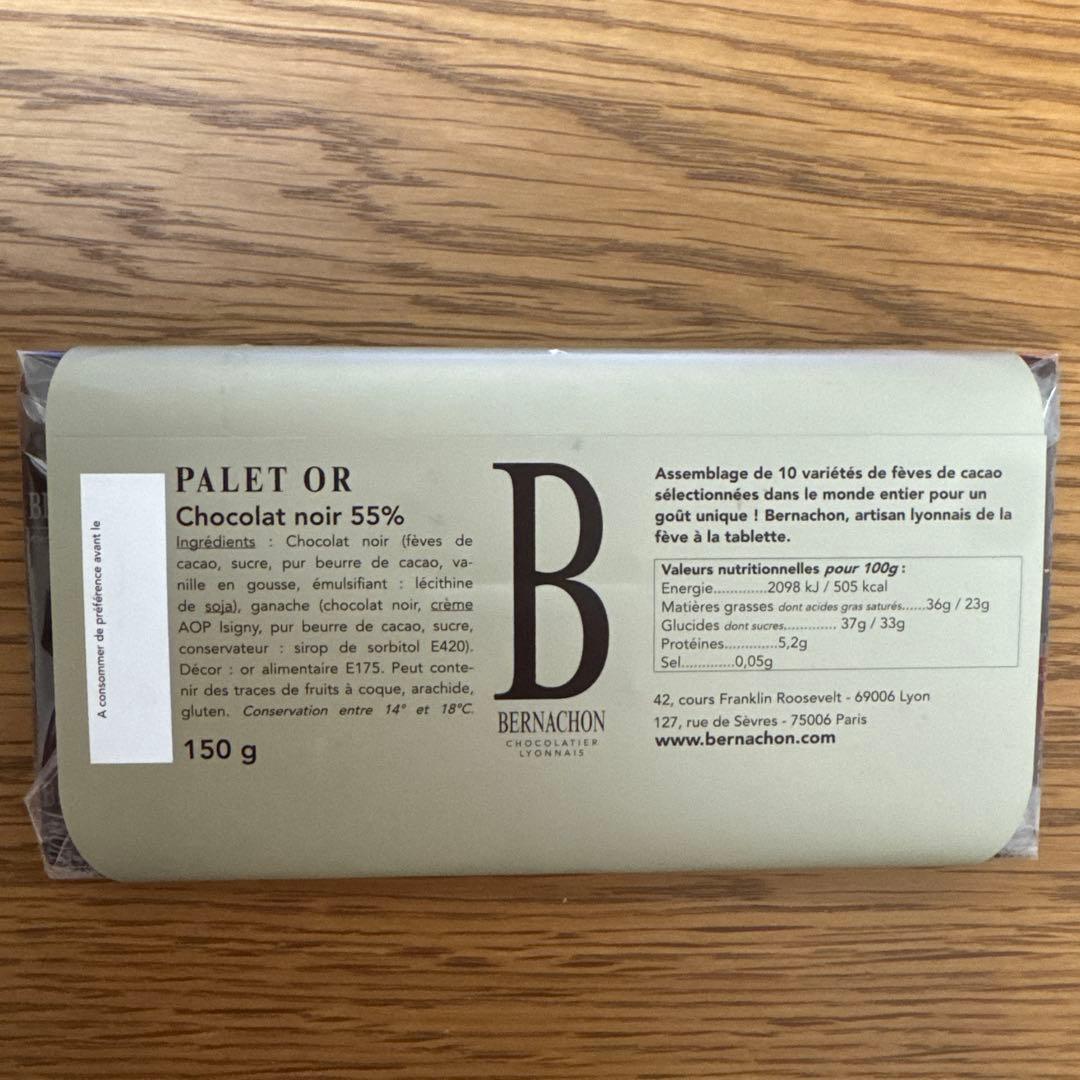 A consommer de préférence avant le
PALET OR
Chocolat noir 55%
Ingrédients : Chocolat noir (fèves de
cacao, sucre, pur beurre de cacao, va-
nille en gousse, émulsifiant : lécithine
de soja), ganache (chocolat noir, crème
AOP Isigny, pur beurre de cacao, sucre,
conservateur : sirop de sorbitol E420).
Décor : or alimentaire E175. Peut conte-
nir des traces de fruits à coque, arachide,
gluten. Conservation entre 14° et 18°C.
150 g
B
BERNACHON
CHOCOLATIER
LYONNAIS
Assemblage de 10 variétés de fèves de cacao
sélectionnées dans le monde entier pour un
goût unique ! Bernachon, artisan lyonnais de la
fève à la tablette.
Valeurs nutritionnelles pour 100g :
Energie.............2098 kJ / 505 kcal
Matières grasses dont acides gras saturés......36g / 23g
Glucides dont sucres............. 37g / 33g
Protéines.............5,2g
Sel.............0,05g
42, cours Franklin Roosevelt - 69006 Lyon
127, rue de Sèvres - 75006 Paris
www.bernachon.com